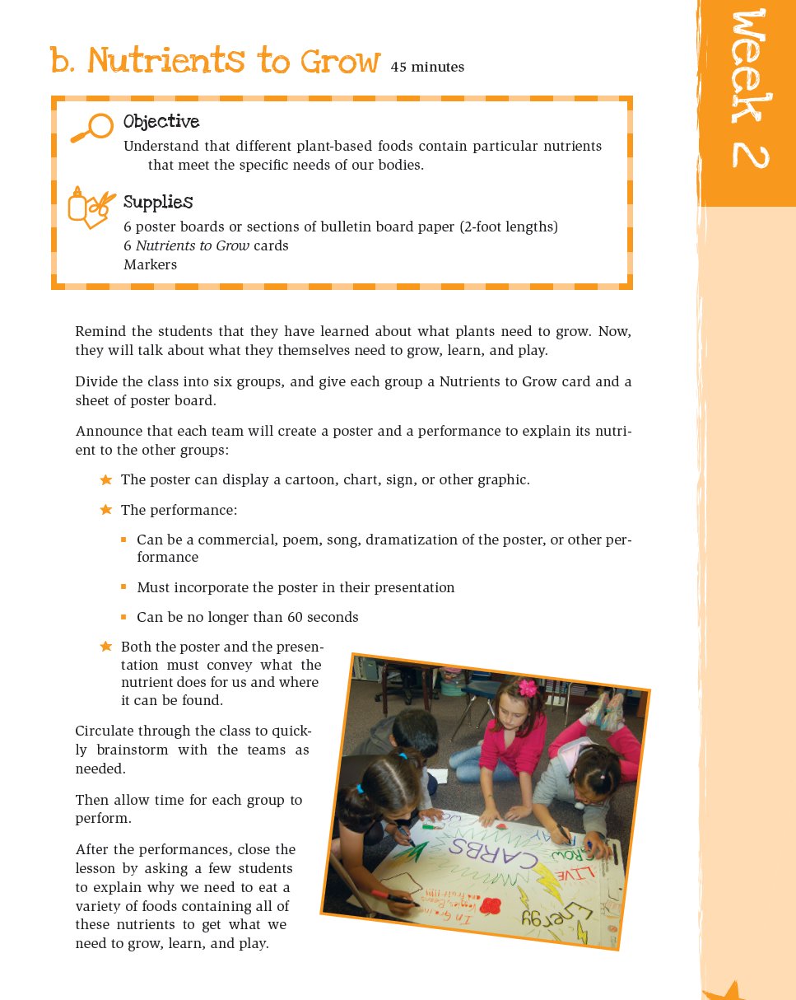 Week 2
b. Nutrients to Grow 45 minutes
Objective
Understand that different plant-based foods contain particular nutrients
that meet the specific needs of our bodies.
Supplies
6 poster boards or sections of bulletin board paper (2-foot lengths)
6 Nutrients to Grow cards
Markers
Remind the students that they have learned about what plants need to grow. Now,
they will talk about what they themselves need to grow, learn, and play.
Divide the class into six groups, and give each group a Nutrients to Grow card and a
sheet of poster board.
Announce that each team will create a poster and a performance to explain its nutri-
ent to the other groups:
The poster can display a cartoon, chart, sign, or other graphic.
The performance:
Can be a commercial, poem, song, dramatization of the poster, or other per-
formance
Must incorporate the poster in their presentation
Can be no longer than 60 seconds
Both the poster and the presen-
tation must convey what the
nutrient does for us and where
it can be found.
Circulate through the class to quick-
ly brainstorm with the teams as
needed.
Then allow time for each group to
perform.
After the performances, close the
lesson by asking a few students
to explain why we need to eat a
variety of foods containing all of
these nutrients to get what we
need to grow, learn, and play.
CARBS
GROW
LIVE
Energy